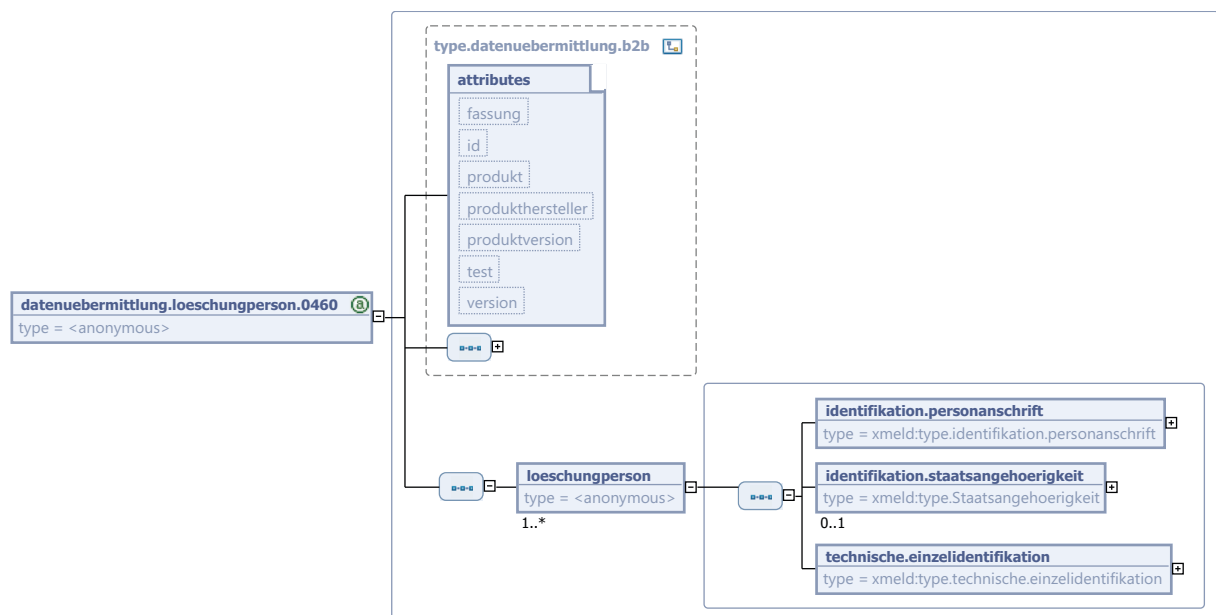 type.datenuebermittlung.b2b
attributes
fassung
id
produkt
produkthersteller
produktversion
test
version
datenuebermittlung.loeschungperson.0460 a
type = <anonymous>
identifikation.personanschrift
type = xmeld:type.identifikation.personanschrift
loeschungperson
type = <anonymous>
1..*
identifikation.staatsangehoerigkeit
type = xmeld:type.Staatsangehoerigkeit
0..1
technische.einzelidentifikation
type = xmeld:type.technische.einzelidentifikation